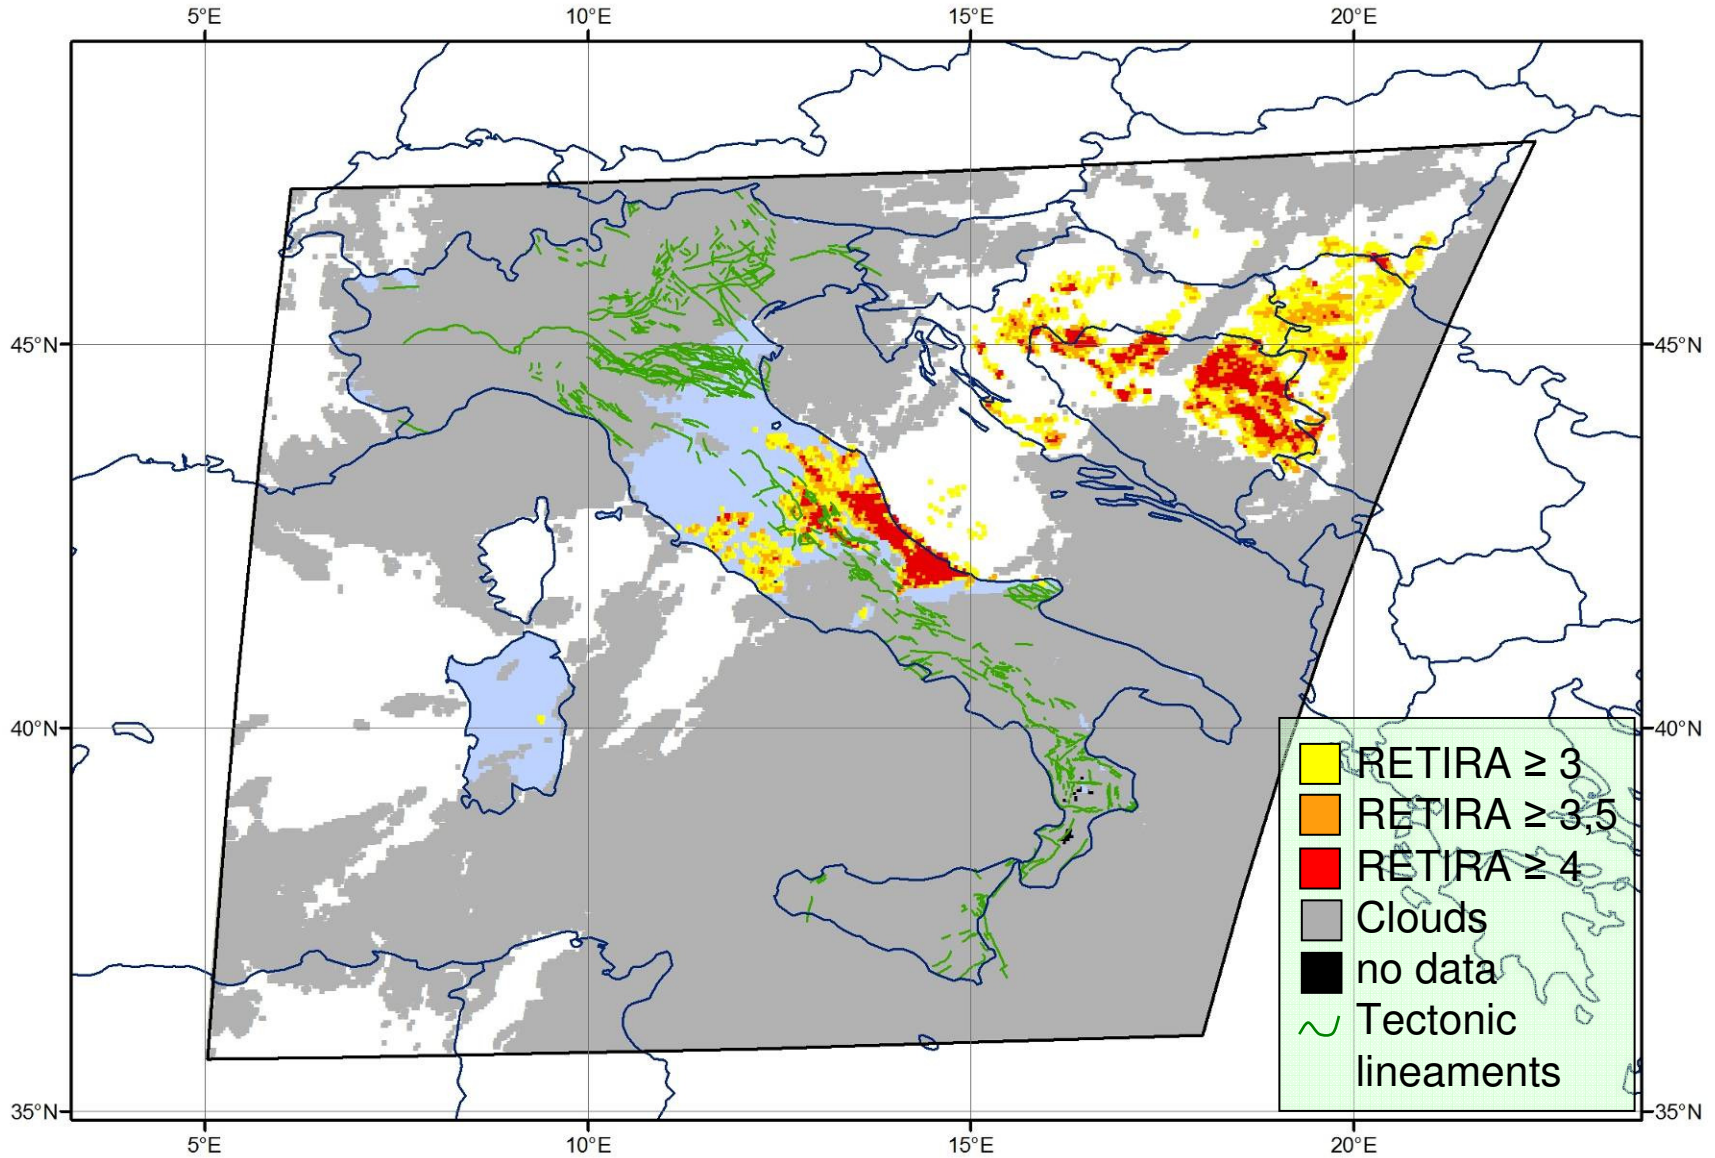 5°E 10°E 15°E 20°E
45°N 45°N
40°N 40°N
RETIRA ≥ 3
RETIRA ≥ 3,5
RETIRA ≥ 4
Clouds
no data
Tectonic
lineaments
35°N 35°N
5°E 10°E 15°E 20°E